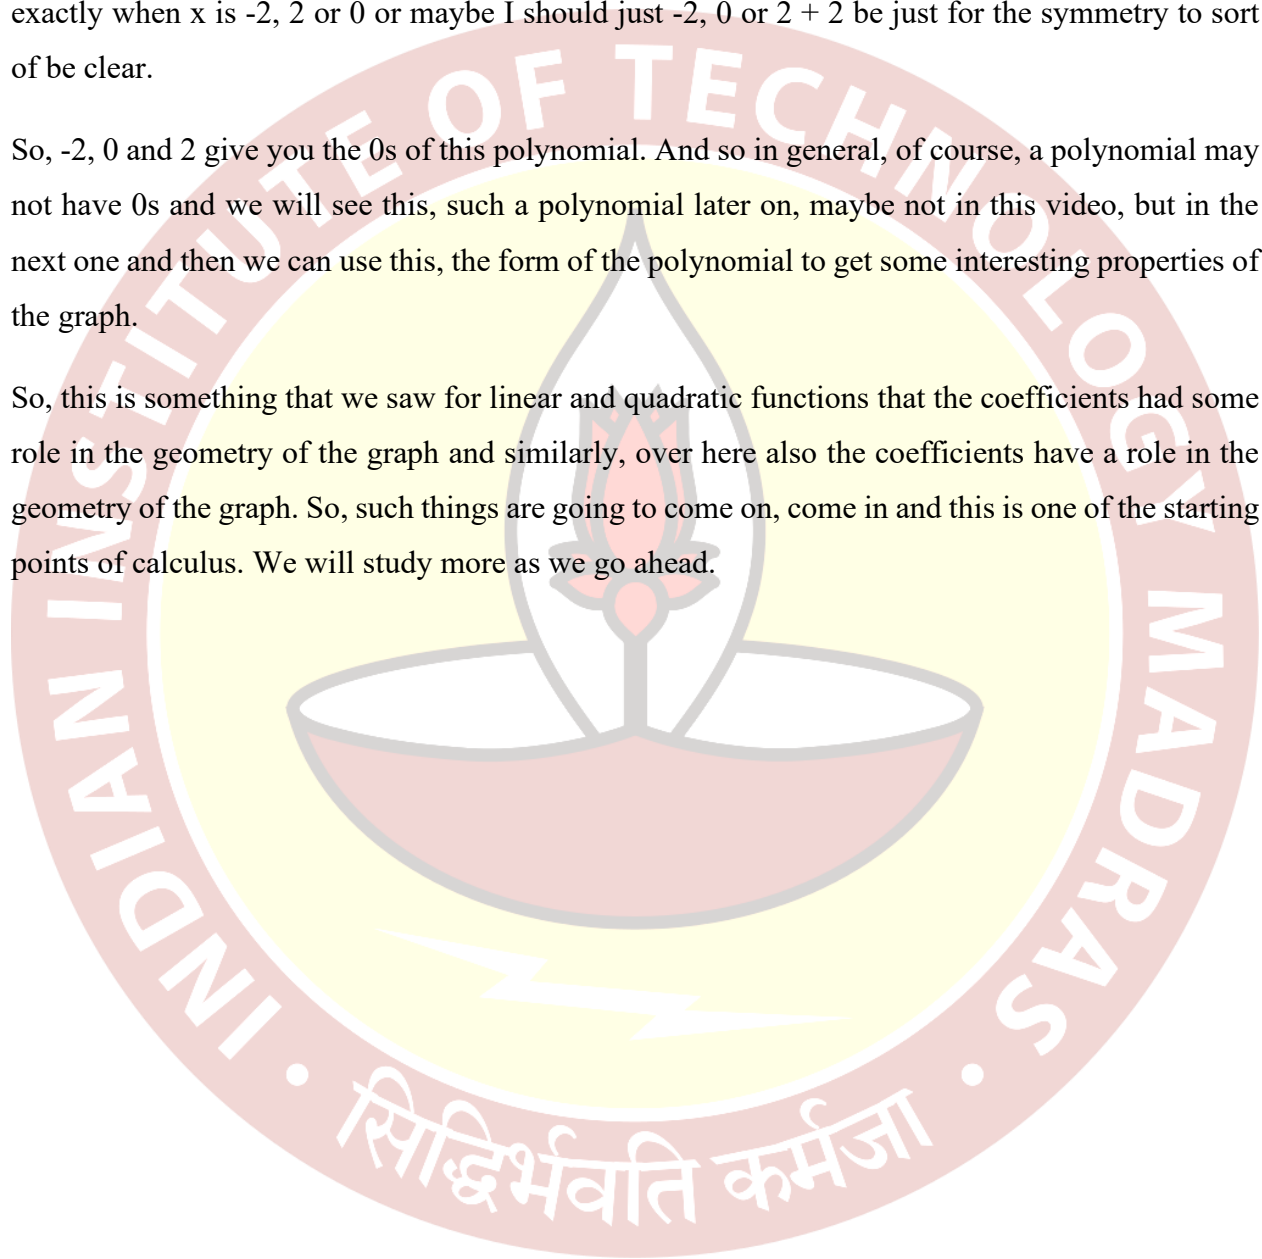 exactly when x is -2, 2 or 0 or maybe I should just -2, 0 or 2 + 2 be just for the symmetry to sort
of be clear.
So, -2, 0 and 2 give you the 0s of this polynomial. And so in general, of course, a polynomial may
not have 0s and we will see this, such a polynomial later on, maybe not in this video, but in the
next one and then we can use this, the form of the polynomial to get some interesting properties of
the graph.
So, this is something that we saw for linear and quadratic functions that the coefficients had some
role in the geometry of the graph and similarly, over here also the coefficients have a role in the
geometry of the graph. So, such things are going to come on, come in and this is one of the starting
points of calculus. We will study more as we go ahead.
INDIAN INSTITUTE OF TECHNOLOGY MADRAS
सिद्धिर्भवति कर्मजा